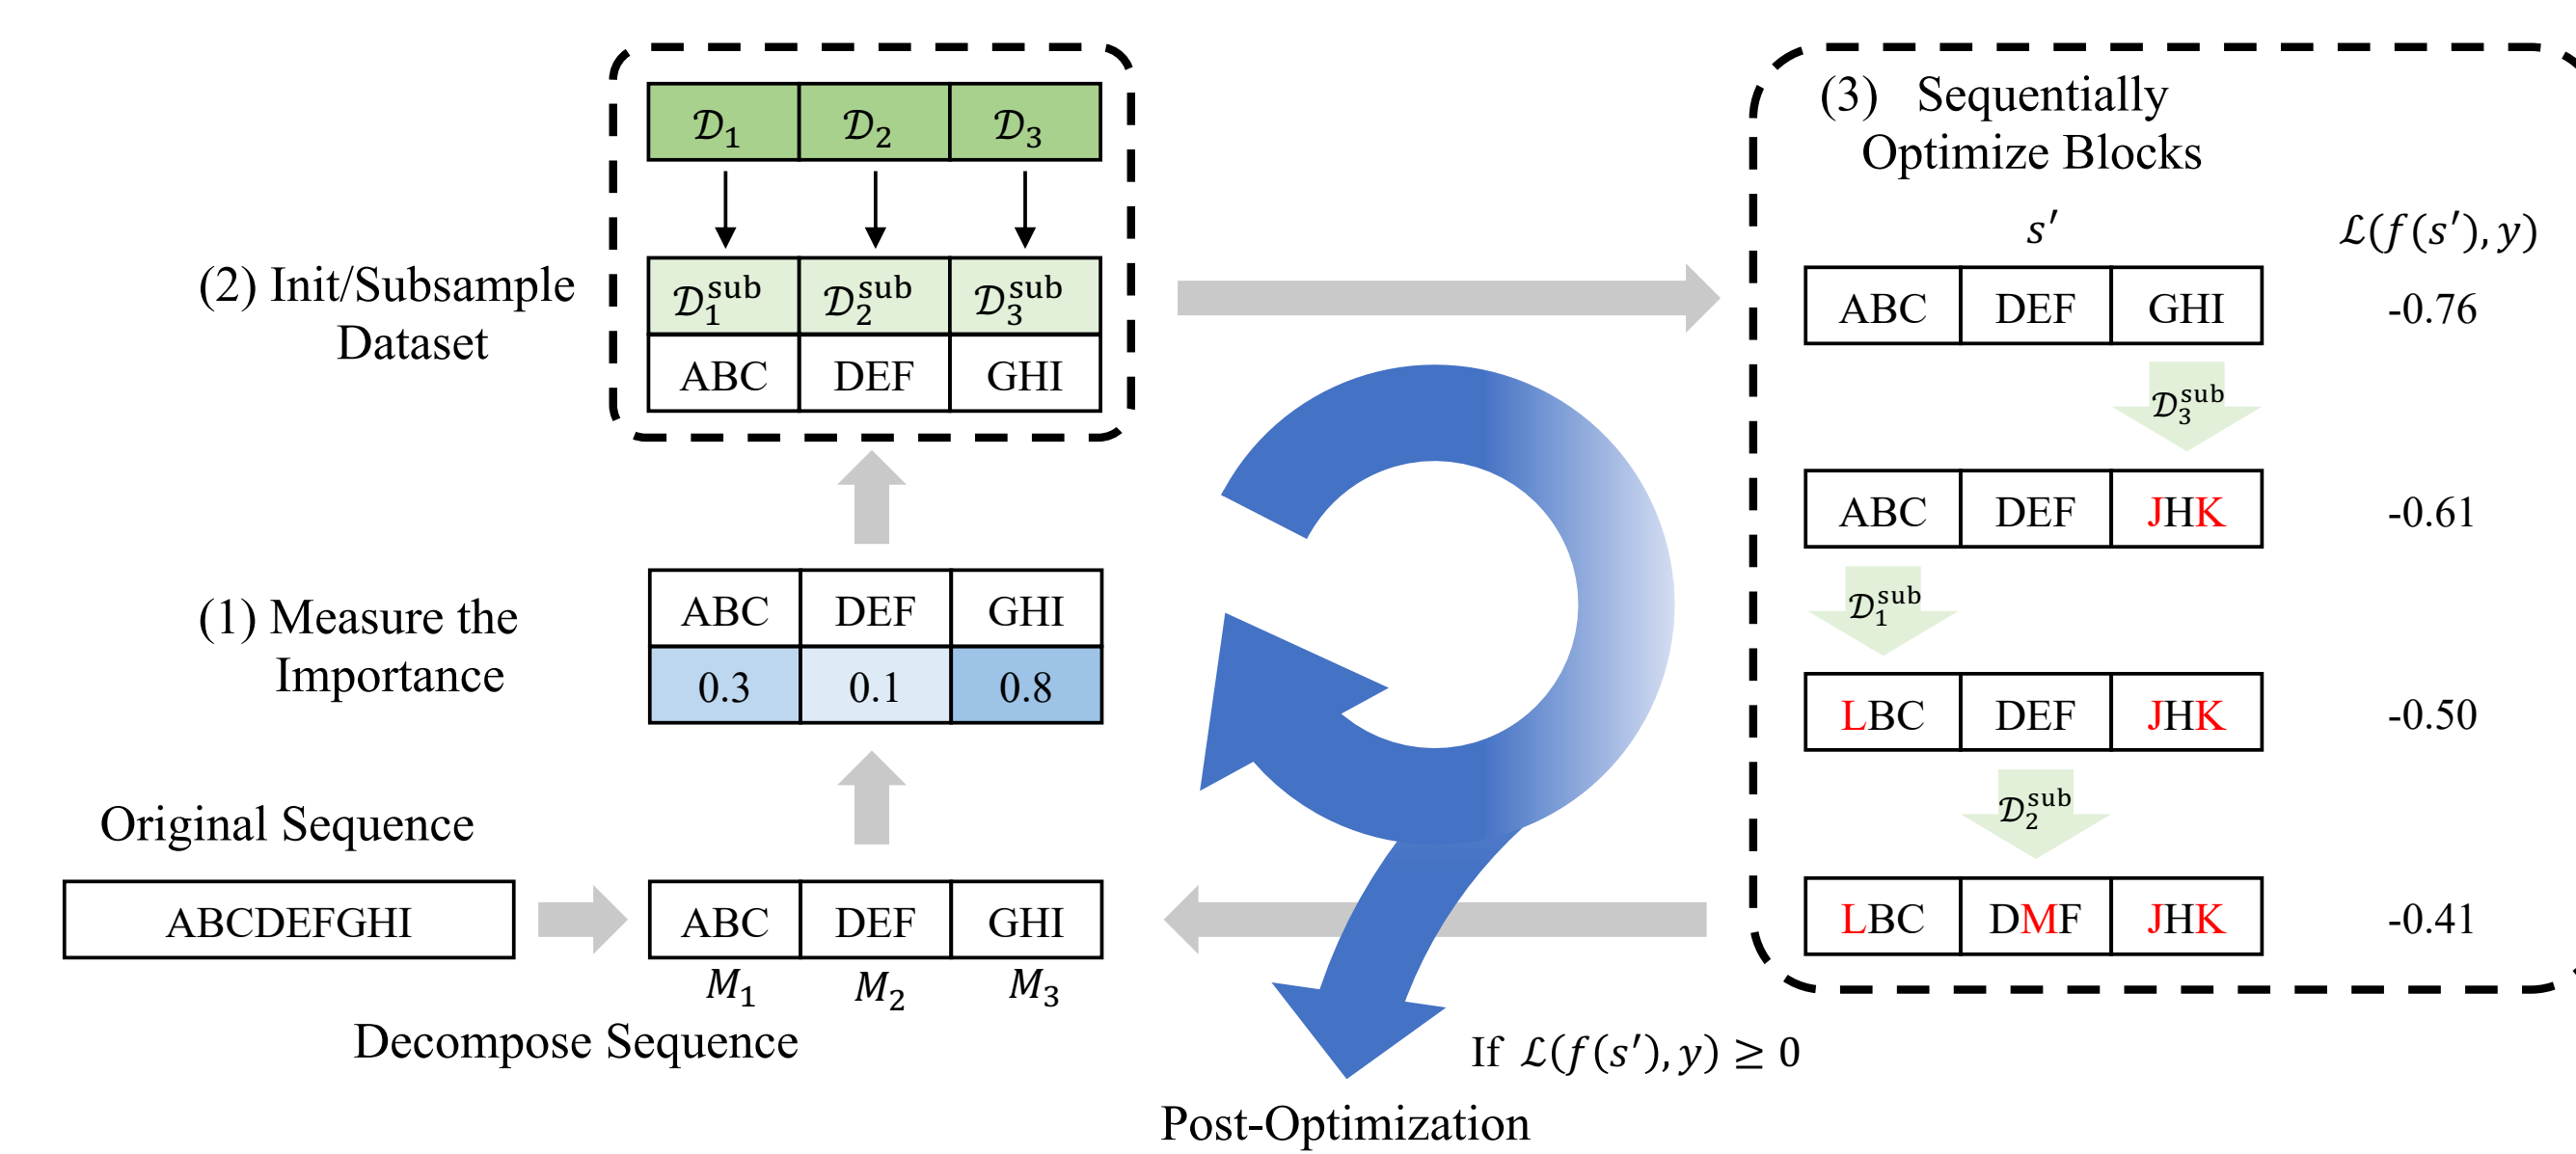 𝒟₁ 𝒟₂ 𝒟₃
(2) Init/Subsample
Dataset
𝒟₁ˢᵘᵇ 𝒟₂ˢᵘᵇ 𝒟₃ˢᵘᵇ
ABC DEF GHI
(1) Measure the
Importance
ABC DEF GHI
0.3 0.1 0.8
Original Sequence
ABCDEFGHI
ABC DEF GHI
M₁ M₂ M₃
Decompose Sequence
(3) Sequentially
Optimize Blocks
s′ ℒ(f(s′), y)
ABC DEF GHI -0.76
𝒟₃ˢᵘᵇ
ABC DEF JHK -0.61
𝒟₁ˢᵘᵇ
LBC DEF JHK -0.50
𝒟₂ˢᵘᵇ
LBC DMF JHK -0.41
If ℒ(f(s′), y) ≥ 0
Post-Optimization